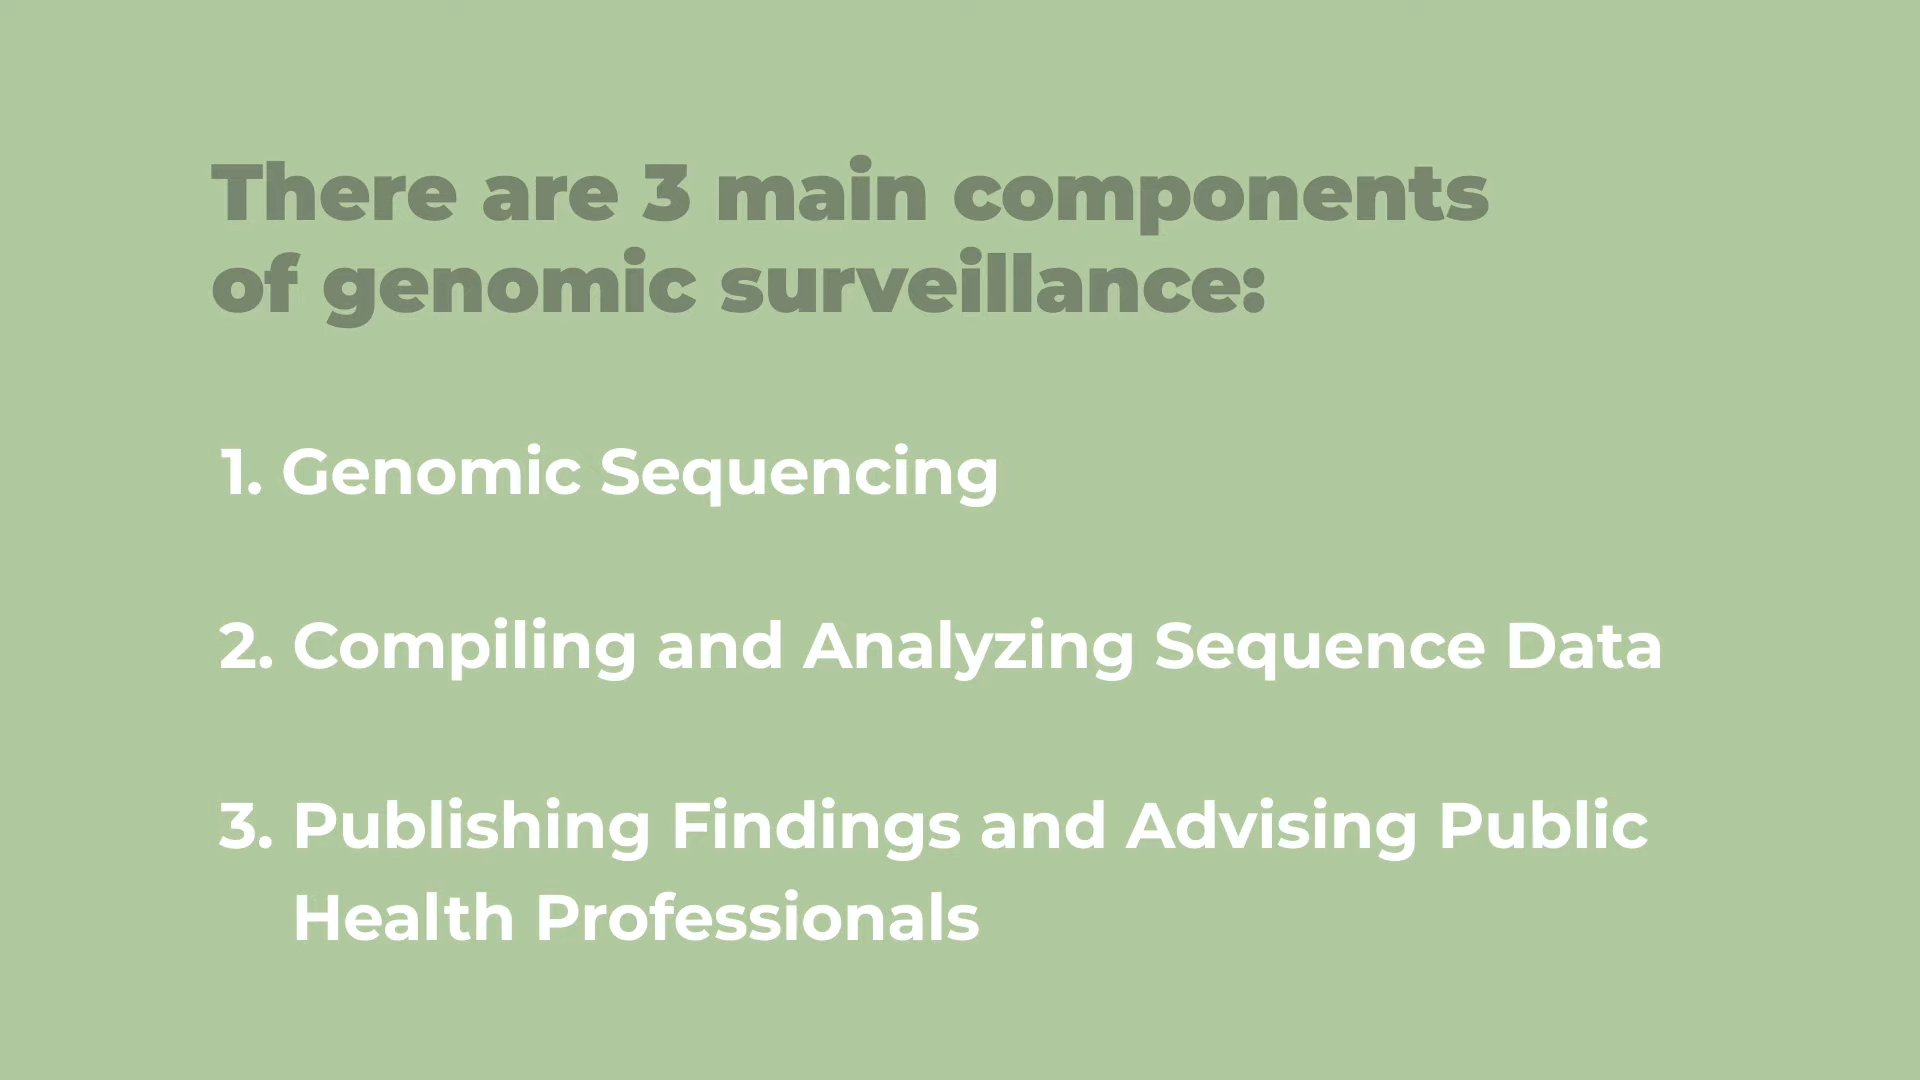 There are 3 main components
of genomic surveillance:
1. Genomic Sequencing
2. Compiling and Analyzing Sequence Data
3. Publishing Findings and Advising Public
Health Professionals